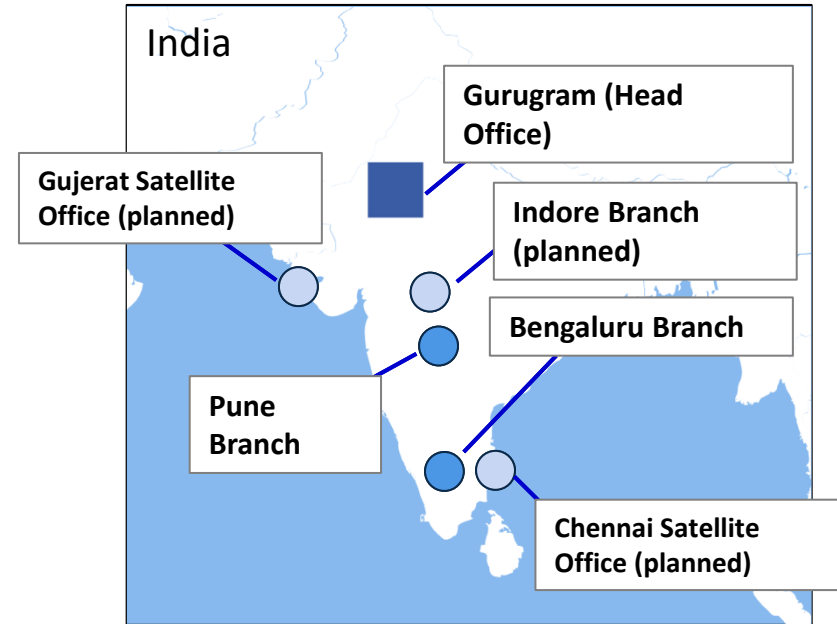 India
Gurugram (Head
Office)
Gujerat Satellite
Office (planned)
Indore Branch
(planned)
Bengaluru Branch
Pune
Branch
Chennai Satellite
Office (planned)